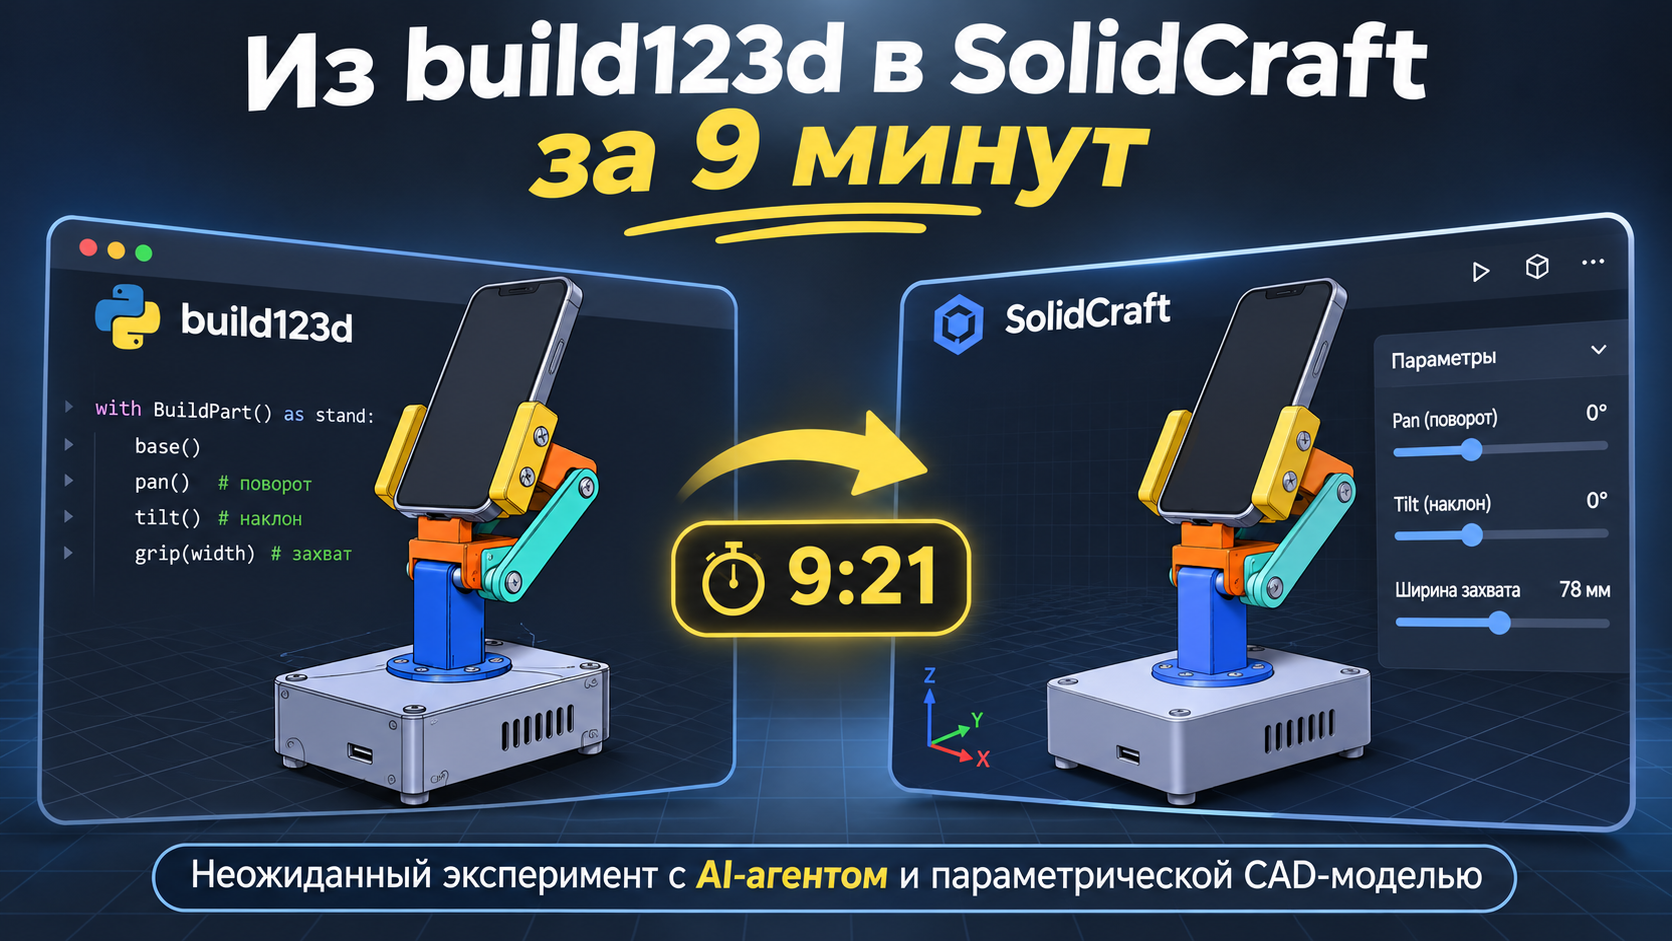 Из build123d в SolidCraft
за 9 минут
build123d
with BuildPart() as stand:
base()
pan() # поворот
tilt() # наклон
grip(width) # захват
9:21
SolidCraft
Параметры
Pan (поворот) 0°
Tilt (наклон) 0°
Ширина захвата 78 мм
Z
Y
X
Неожиданный эксперимент с AI-агентом и параметрической CAD-моделью